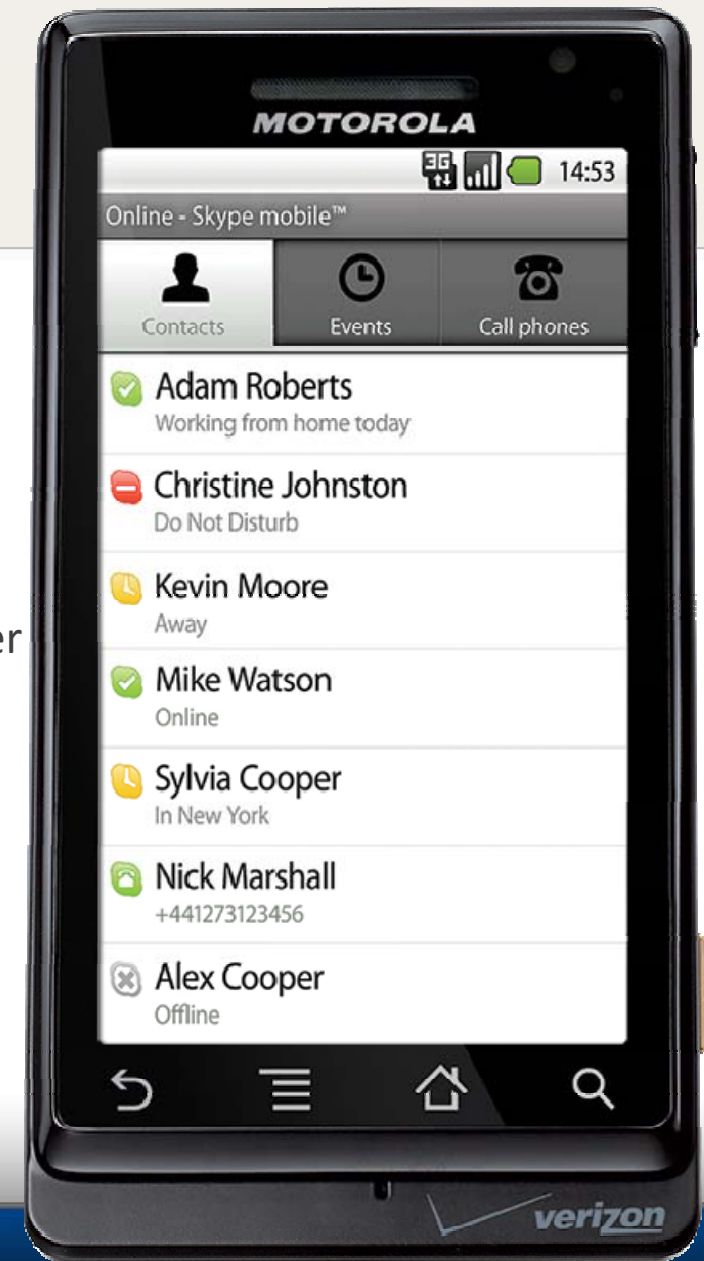 MOTOROLA
3G 14:53
Online - Skype mobile™
Contacts Events Call phones
Adam Roberts
Working from home today
Christine Johnston
Do Not Disturb
Kevin Moore
Away
er
Mike Watson
Online
Sylvia Cooper
In New York
Nick Marshall
+441273123456
Alex Cooper
Offline
verizon